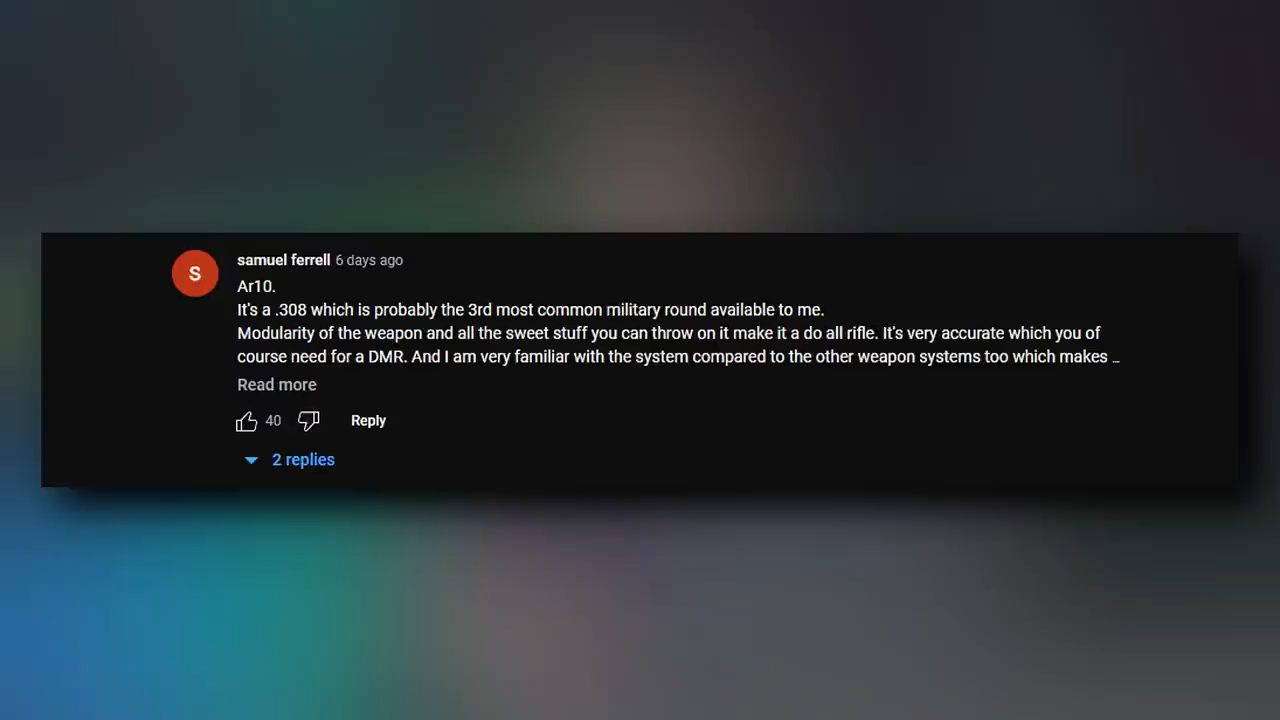 S
samuel ferrell 6 days ago
Ar10.
It's a .308 which is probably the 3rd most common military round available to me.
Modularity of the weapon and all the sweet stuff you can throw on it make it a do all rifle. It's very accurate which you of
course need for a DMR. And I am very familiar with the system compared to the other weapon systems too which makes ...
Read more
40 Reply
2 replies